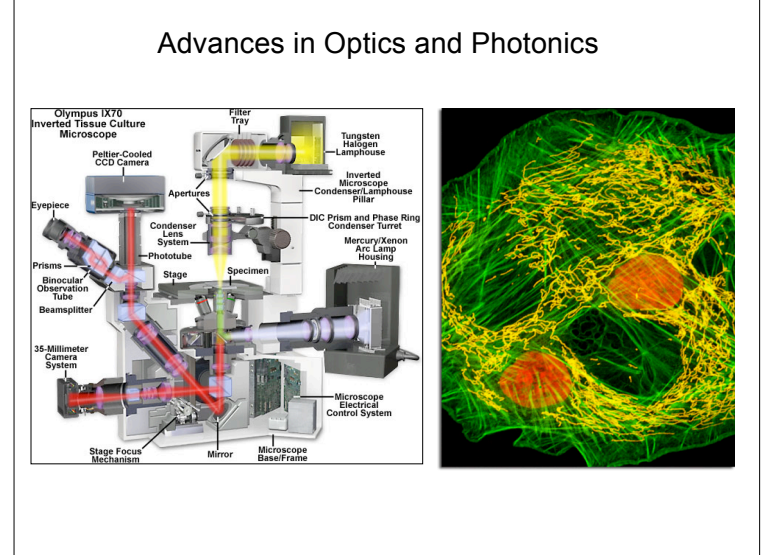 Advances in Optics and Photonics
Olympus IX70
Inverted Tissue Culture
Microscope
Filter
Tray
Tungsten
Halogen
Lamphouse
Peltier-Cooled
CCD Camera
Inverted
Microscope
Condenser/Lamphouse
Pillar
Apertures
Eyepiece
DIC Prism and Phase Ring
Condenser Turret
Condenser
Lens
System
Mercury/Xenon
Arc Lamp
Housing
Phototube
Prisms
Stage
Specimen
Binocular
Observation
Tube
Beamsplitter
35-Millimeter
Camera
System
Microscope
Electrical
Control System
Stage Focus
Mechanism
Mirror
Microscope
Base/Frame